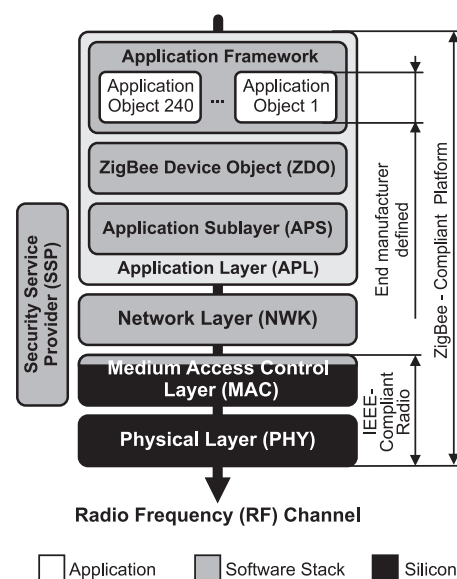 Application Framework
Application
Object 240
...
Application
Object 1
ZigBee Device Object (ZDO)
Application Sublayer (APS)
Application Layer (APL)
Security Service
Provider (SSP)
Network Layer (NWK)
Medium Access Control
Layer (MAC)
Physical Layer (PHY)
End manufacturer
defined
IEEE-
Compliant
Radio
ZigBee - Compliant Platform
Radio Frequency (RF) Channel
Application
Software Stack
Silicon